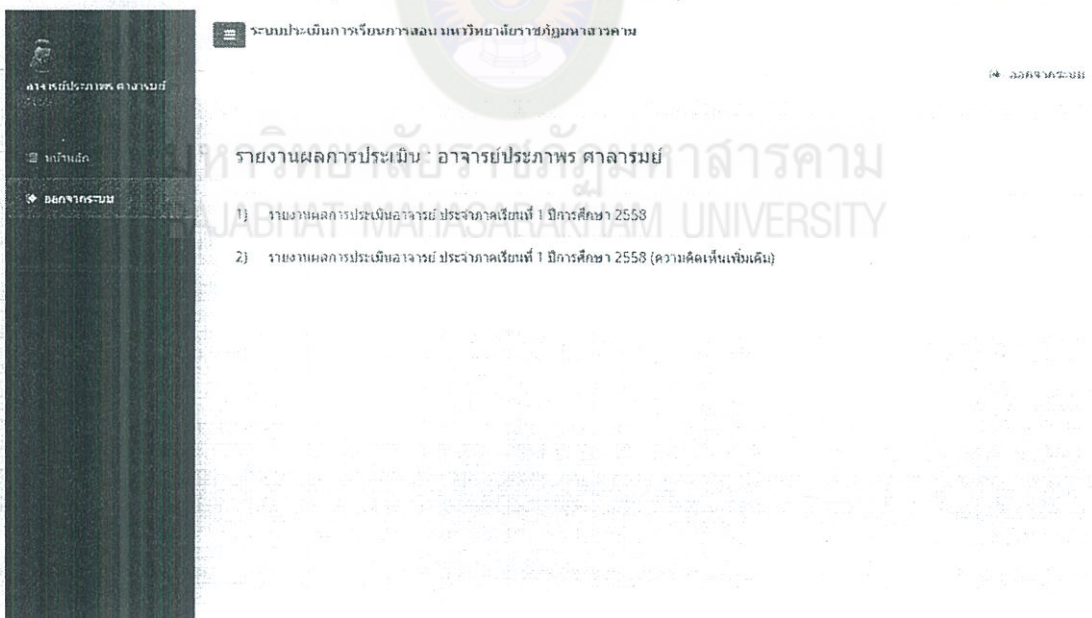 ระบบประเมินการเรียนการสอน มหาวิทยาลัยราชภัฏมหาสารคาม
อาจารย์ประภาพร ศาลารมย์
ออกจากระบบ
หน้าหลัก
ออกจากระบบ
รายงานผลการประเมิน : อาจารย์ประภาพร ศาลารมย์
มหาวิทยาลัยราชภัฏมหาสารคาม
1) รายงานผลการประเมินอาจารย์ ประจำภาคเรียนที่ 1 ปีการศึกษา 2558
RAJABHAT MAHASARAKHAM UNIVERSITY
2) รายงานผลการประเมินอาจารย์ ประจำภาคเรียนที่ 1 ปีการศึกษา 2558 (ความคิดเห็นเพิ่มเติม)